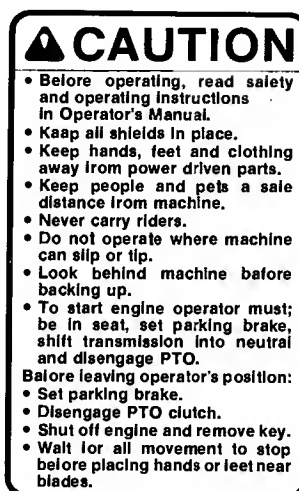 ⚠ CAUTION
• Before operating, read safety
and operating instructions
in Operator's Manual.
• Kaap all shields in place.
• Keep hands, feet and clothing
away from power driven parts.
• Keep people and pets a safe
distance from machine.
• Never carry riders.
• Do not operate where machine
can slip or tip.
• Look behind machine before
backing up.
• To start engine operator must;
be in seat, set parking brake,
shift transmission into neutral
and disengage PTO.
Before leaving operator's position:
• Set parking brake.
• Disengage PTO clutch.
• Shut off engine and remove key.
• Wait for all movement to stop
before placing hands or feet near
blades.